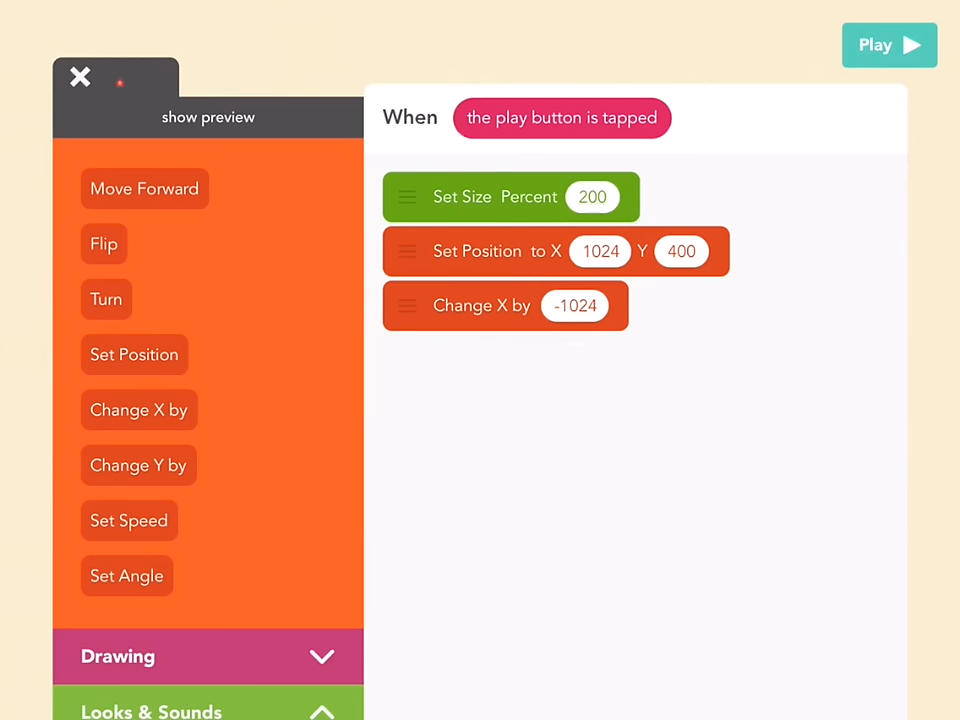 Play
show preview
When the play button is tapped
Move Forward
Flip
Turn
Set Position
Change X by
Change Y by
Set Speed
Set Angle
Drawing
Looks & Sounds
Set Size Percent 200
Set Position to X 1024 Y 400
Change X by -1024